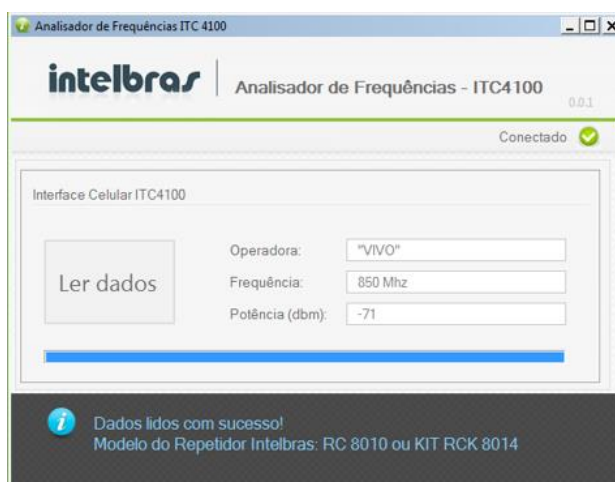 Analisador de Frequências ITC 4100
intelbras
Analisador de Frequências - ITC4100
0.0.1
Conectado
Interface Celular ITC4100
Ler dados
Operadora: "VIVO"
Frequência: 850 Mhz
Potência (dbm): -71
Dados lidos com sucesso!
Modelo do Repetidor Intelbras: RC 8010 ou KIT RCK 8014